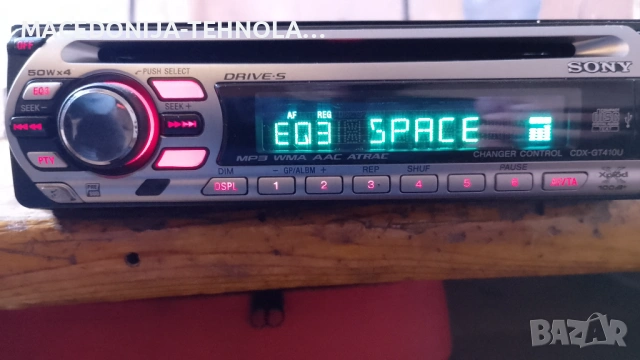 MACEDONIJA-TEHNOLA...
OFF
50W×4
PUSH SELECT
DRIVE-S
SONY
EQ3
SEEK -
SEEK +
AF REG
EQ3 SPACE
PTY
MP3 WMA AAC ATRAC
CHANGER CONTROL CDX-GT410U
DIM
- GP/ALBM +
REP
SHUF
PAUSE
DSPL
1 2 3 4 5 6
Xplod
BAZAR